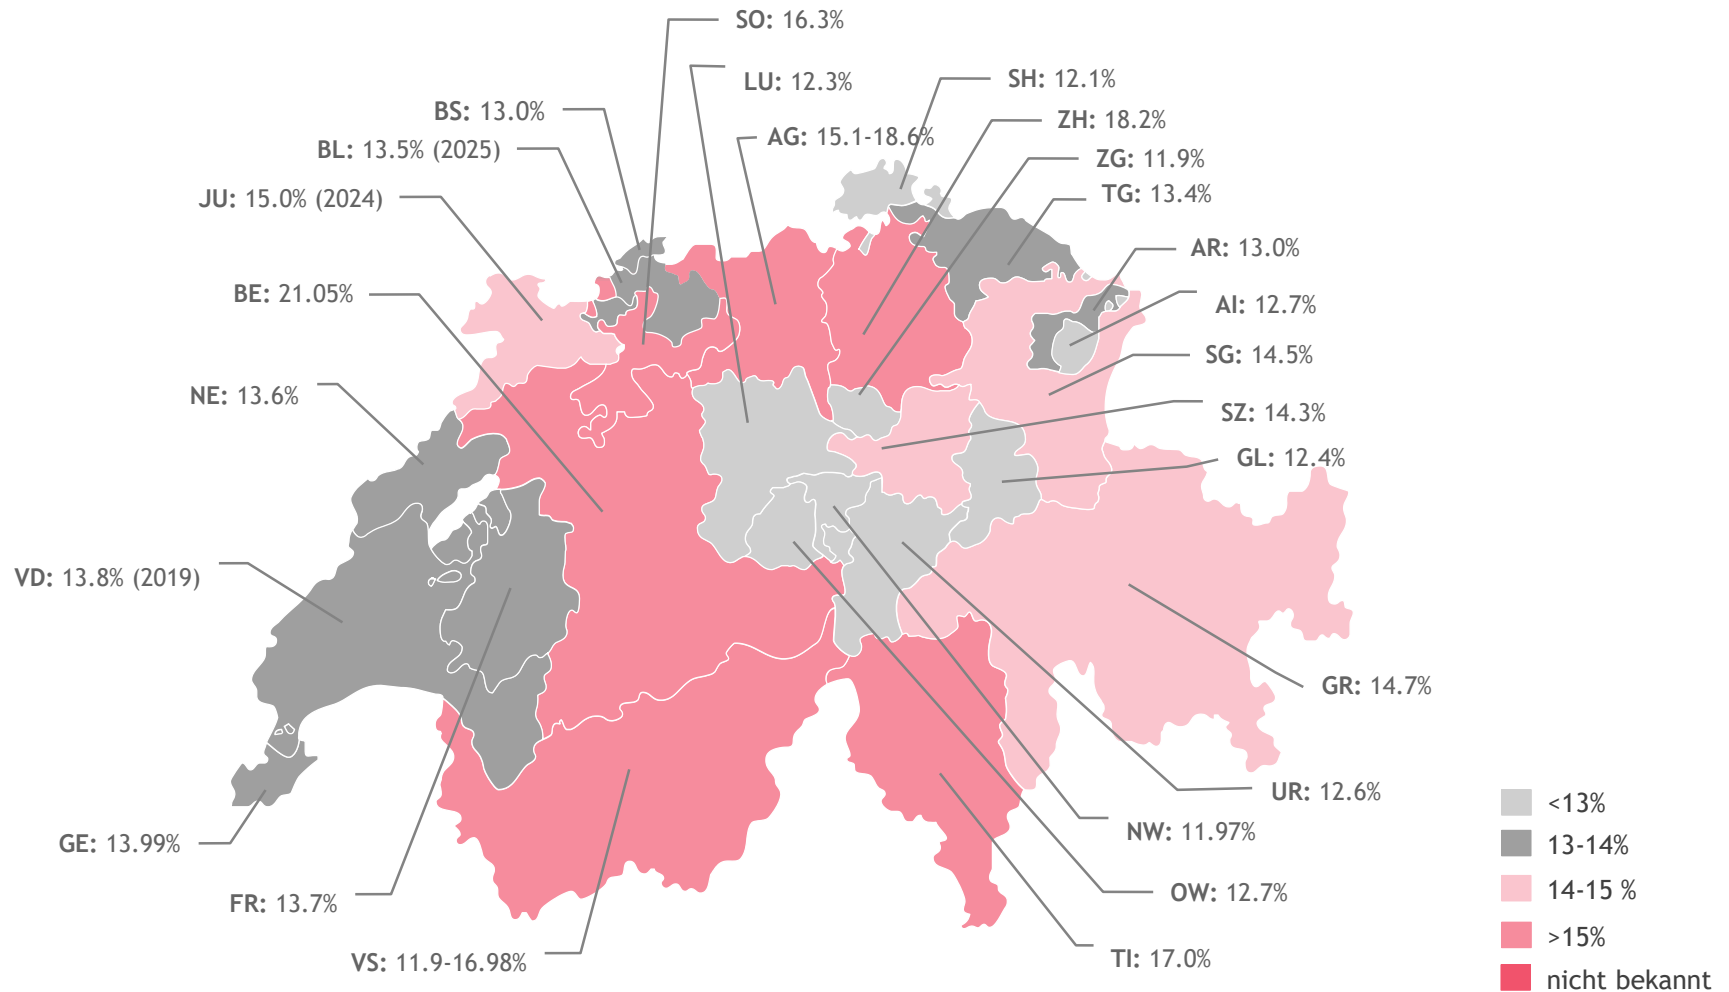 SO: 16.3%
LU: 12.3%
SH: 12.1%
BS: 13.0%
ZH: 18.2%
AG: 15.1-18.6%
BL: 13.5% (2025)
ZG: 11.9%
JU: 15.0% (2024)
TG: 13.4%
AR: 13.0%
BE: 21.05%
AI: 12.7%
SG: 14.5%
NE: 13.6%
SZ: 14.3%
GL: 12.4%
VD: 13.8% (2019)
GR: 14.7%
UR: 12.6%
NW: 11.97%
GE: 13.99%
OW: 12.7%
FR: 13.7%
TI: 17.0%
VS: 11.9-16.98%
<13%
13-14%
14-15 %
>15%
nicht bekannt